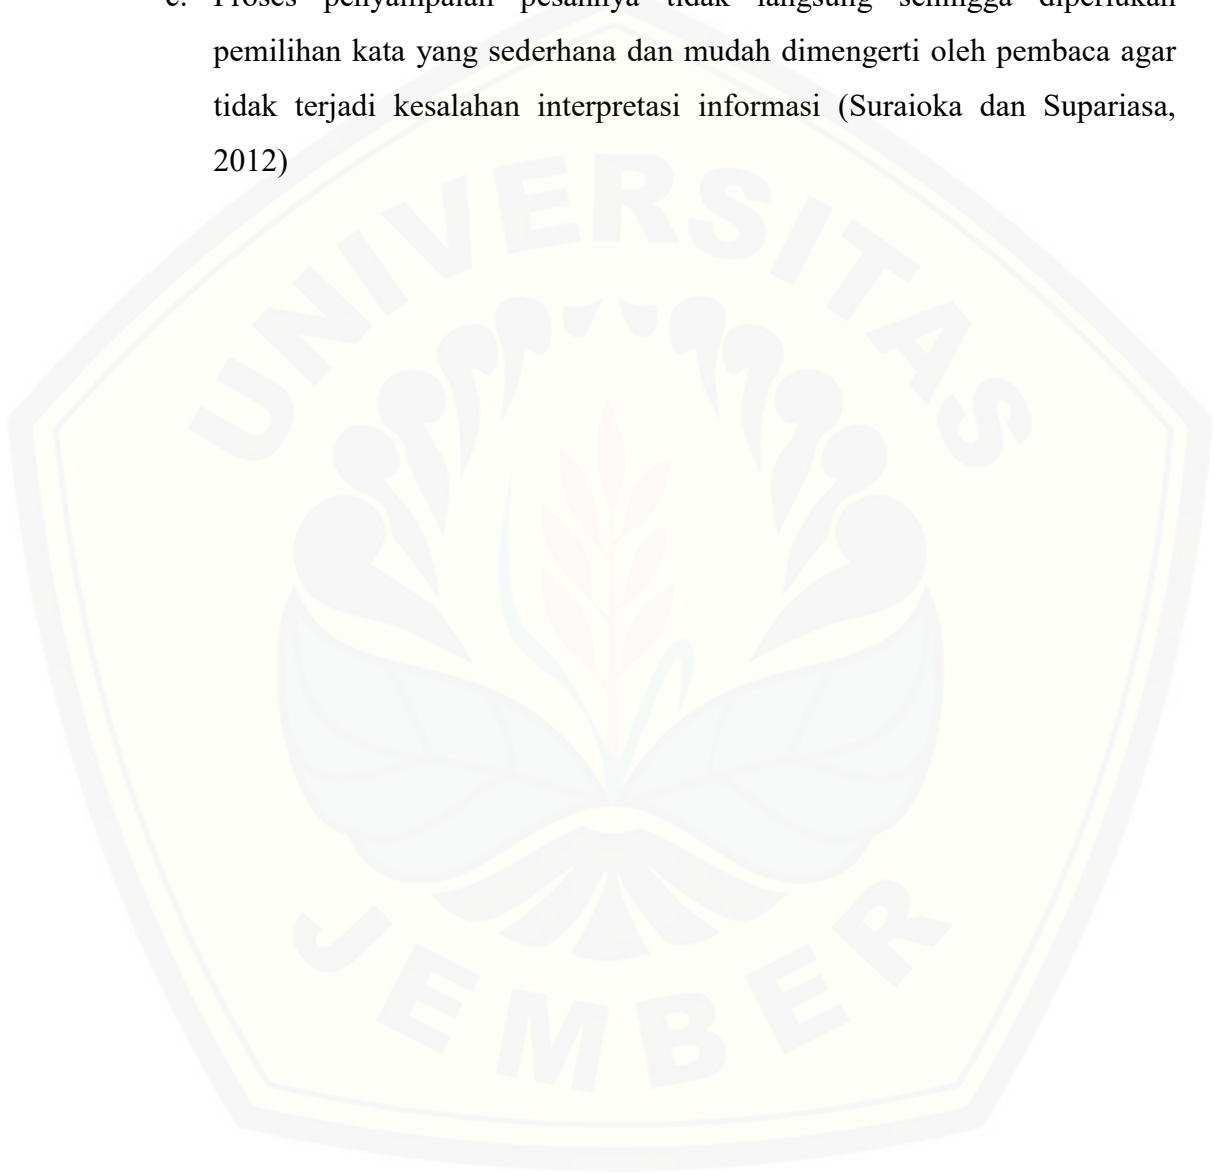 Proses penyampaian pesannya tidak langsung sehingga diperlukan
pemilihan kata yang sederhana dan mudah dimengerti oleh pembaca agar
tidak terjadi kesalahan interpretasi informasi (Suraioka dan Supariasa,
2012)
UNIVERSITAS
JEMBER